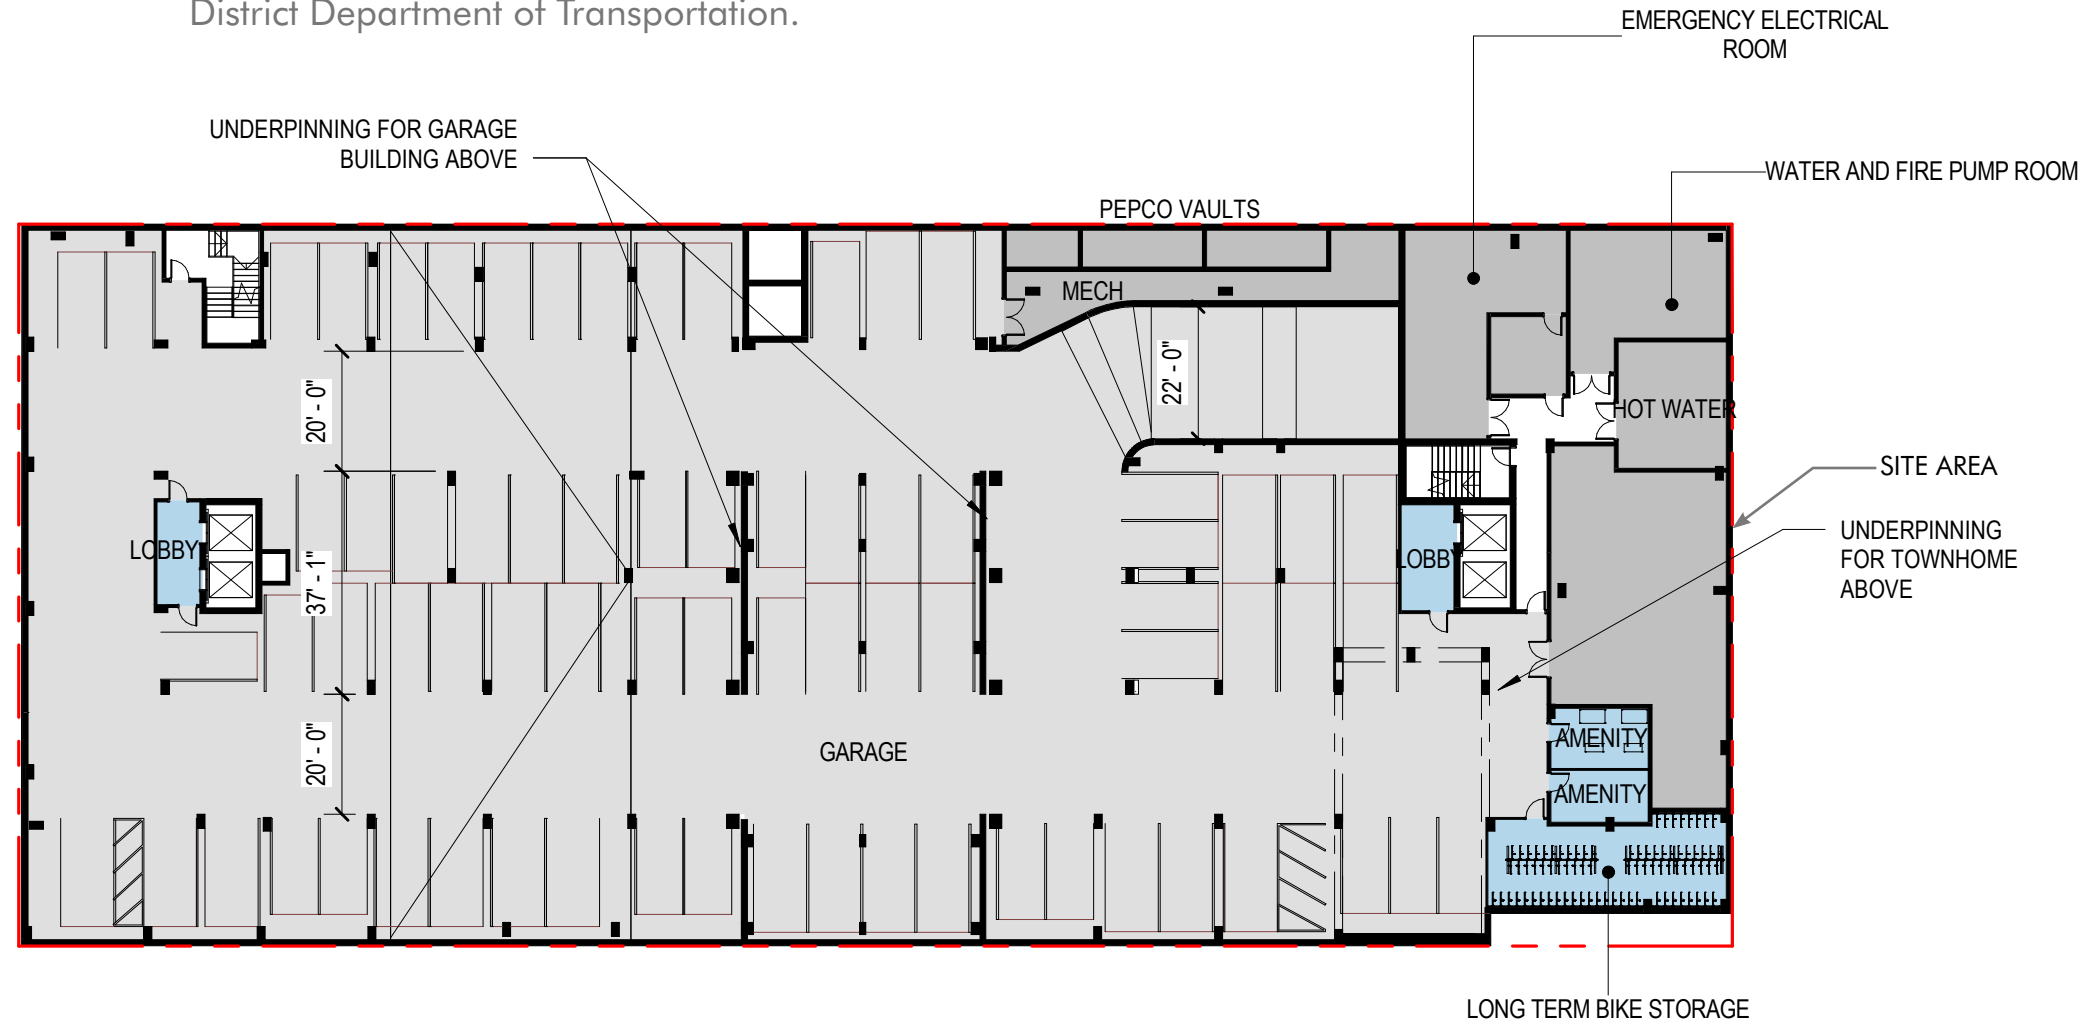 District Department of Transportation.
EMERGENCY ELECTRICAL
ROOM
UNDERPINNING FOR GARAGE
BUILDING ABOVE
WATER AND FIRE PUMP ROOM
PEPCO VAULTS
MECH
22' - 0"
20' - 0"
HOT WATER
SITE AREA
UNDERPINNING
FOR TOWNHOME
ABOVE
LOBBY
LOBBY
37' - 1"
20' - 0"
GARAGE
AMENITY
AMENITY
LONG TERM BIKE STORAGE